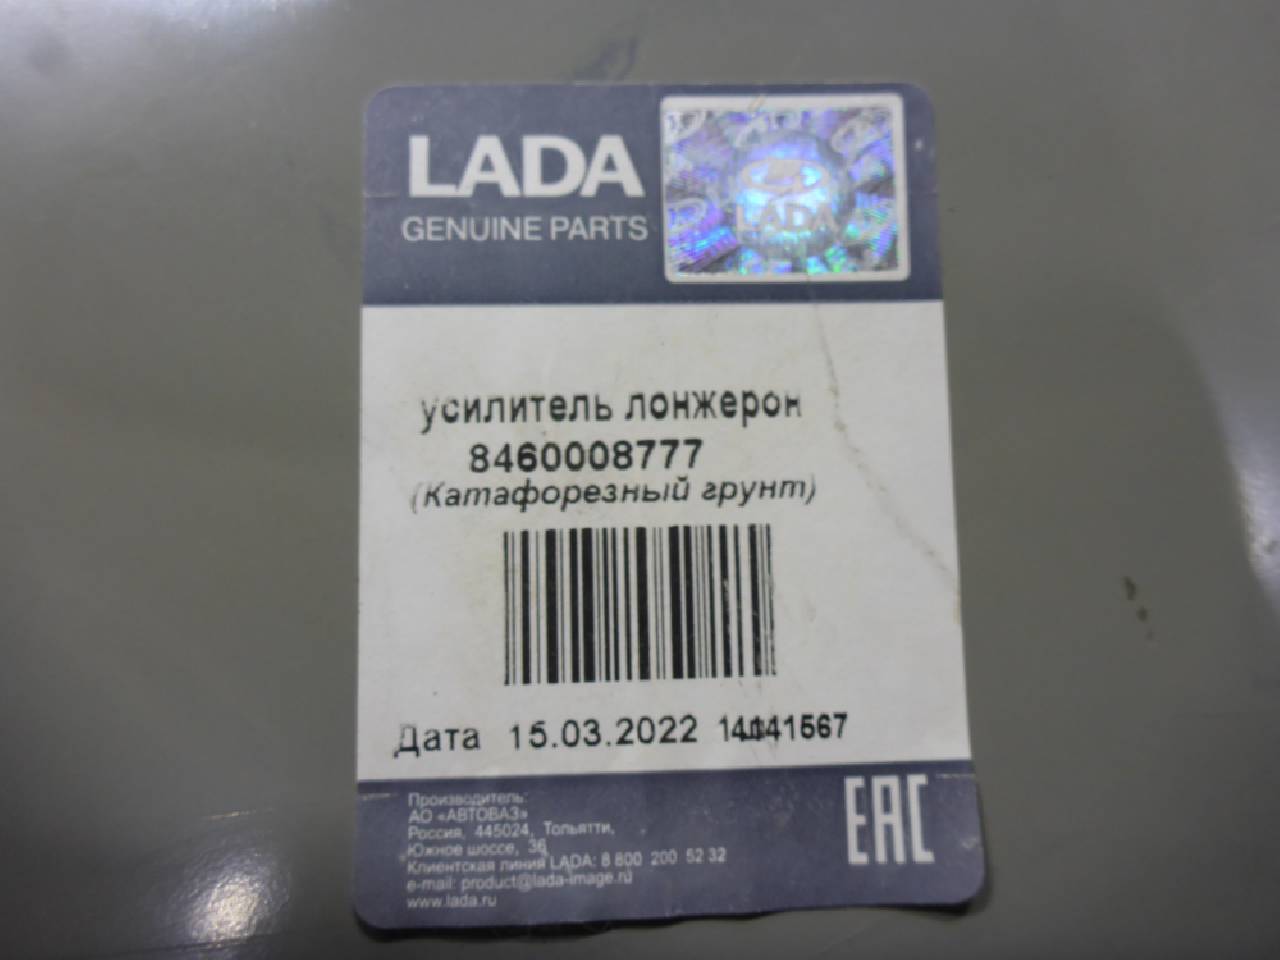 LADA
GENUINE PARTS
LADA
усилитель лонжерон
8460008777
(Катафорезный грунт)
Дата 15.03.2022
EAC
Производитель:
АО «АВТОВАЗ»
Россия, 445024, Тольятти,
Южное шоссе, 36
Клиентская линия LADA: 8 800 200 52 32
e-mail: product@lada-image.ru
www.lada.ru